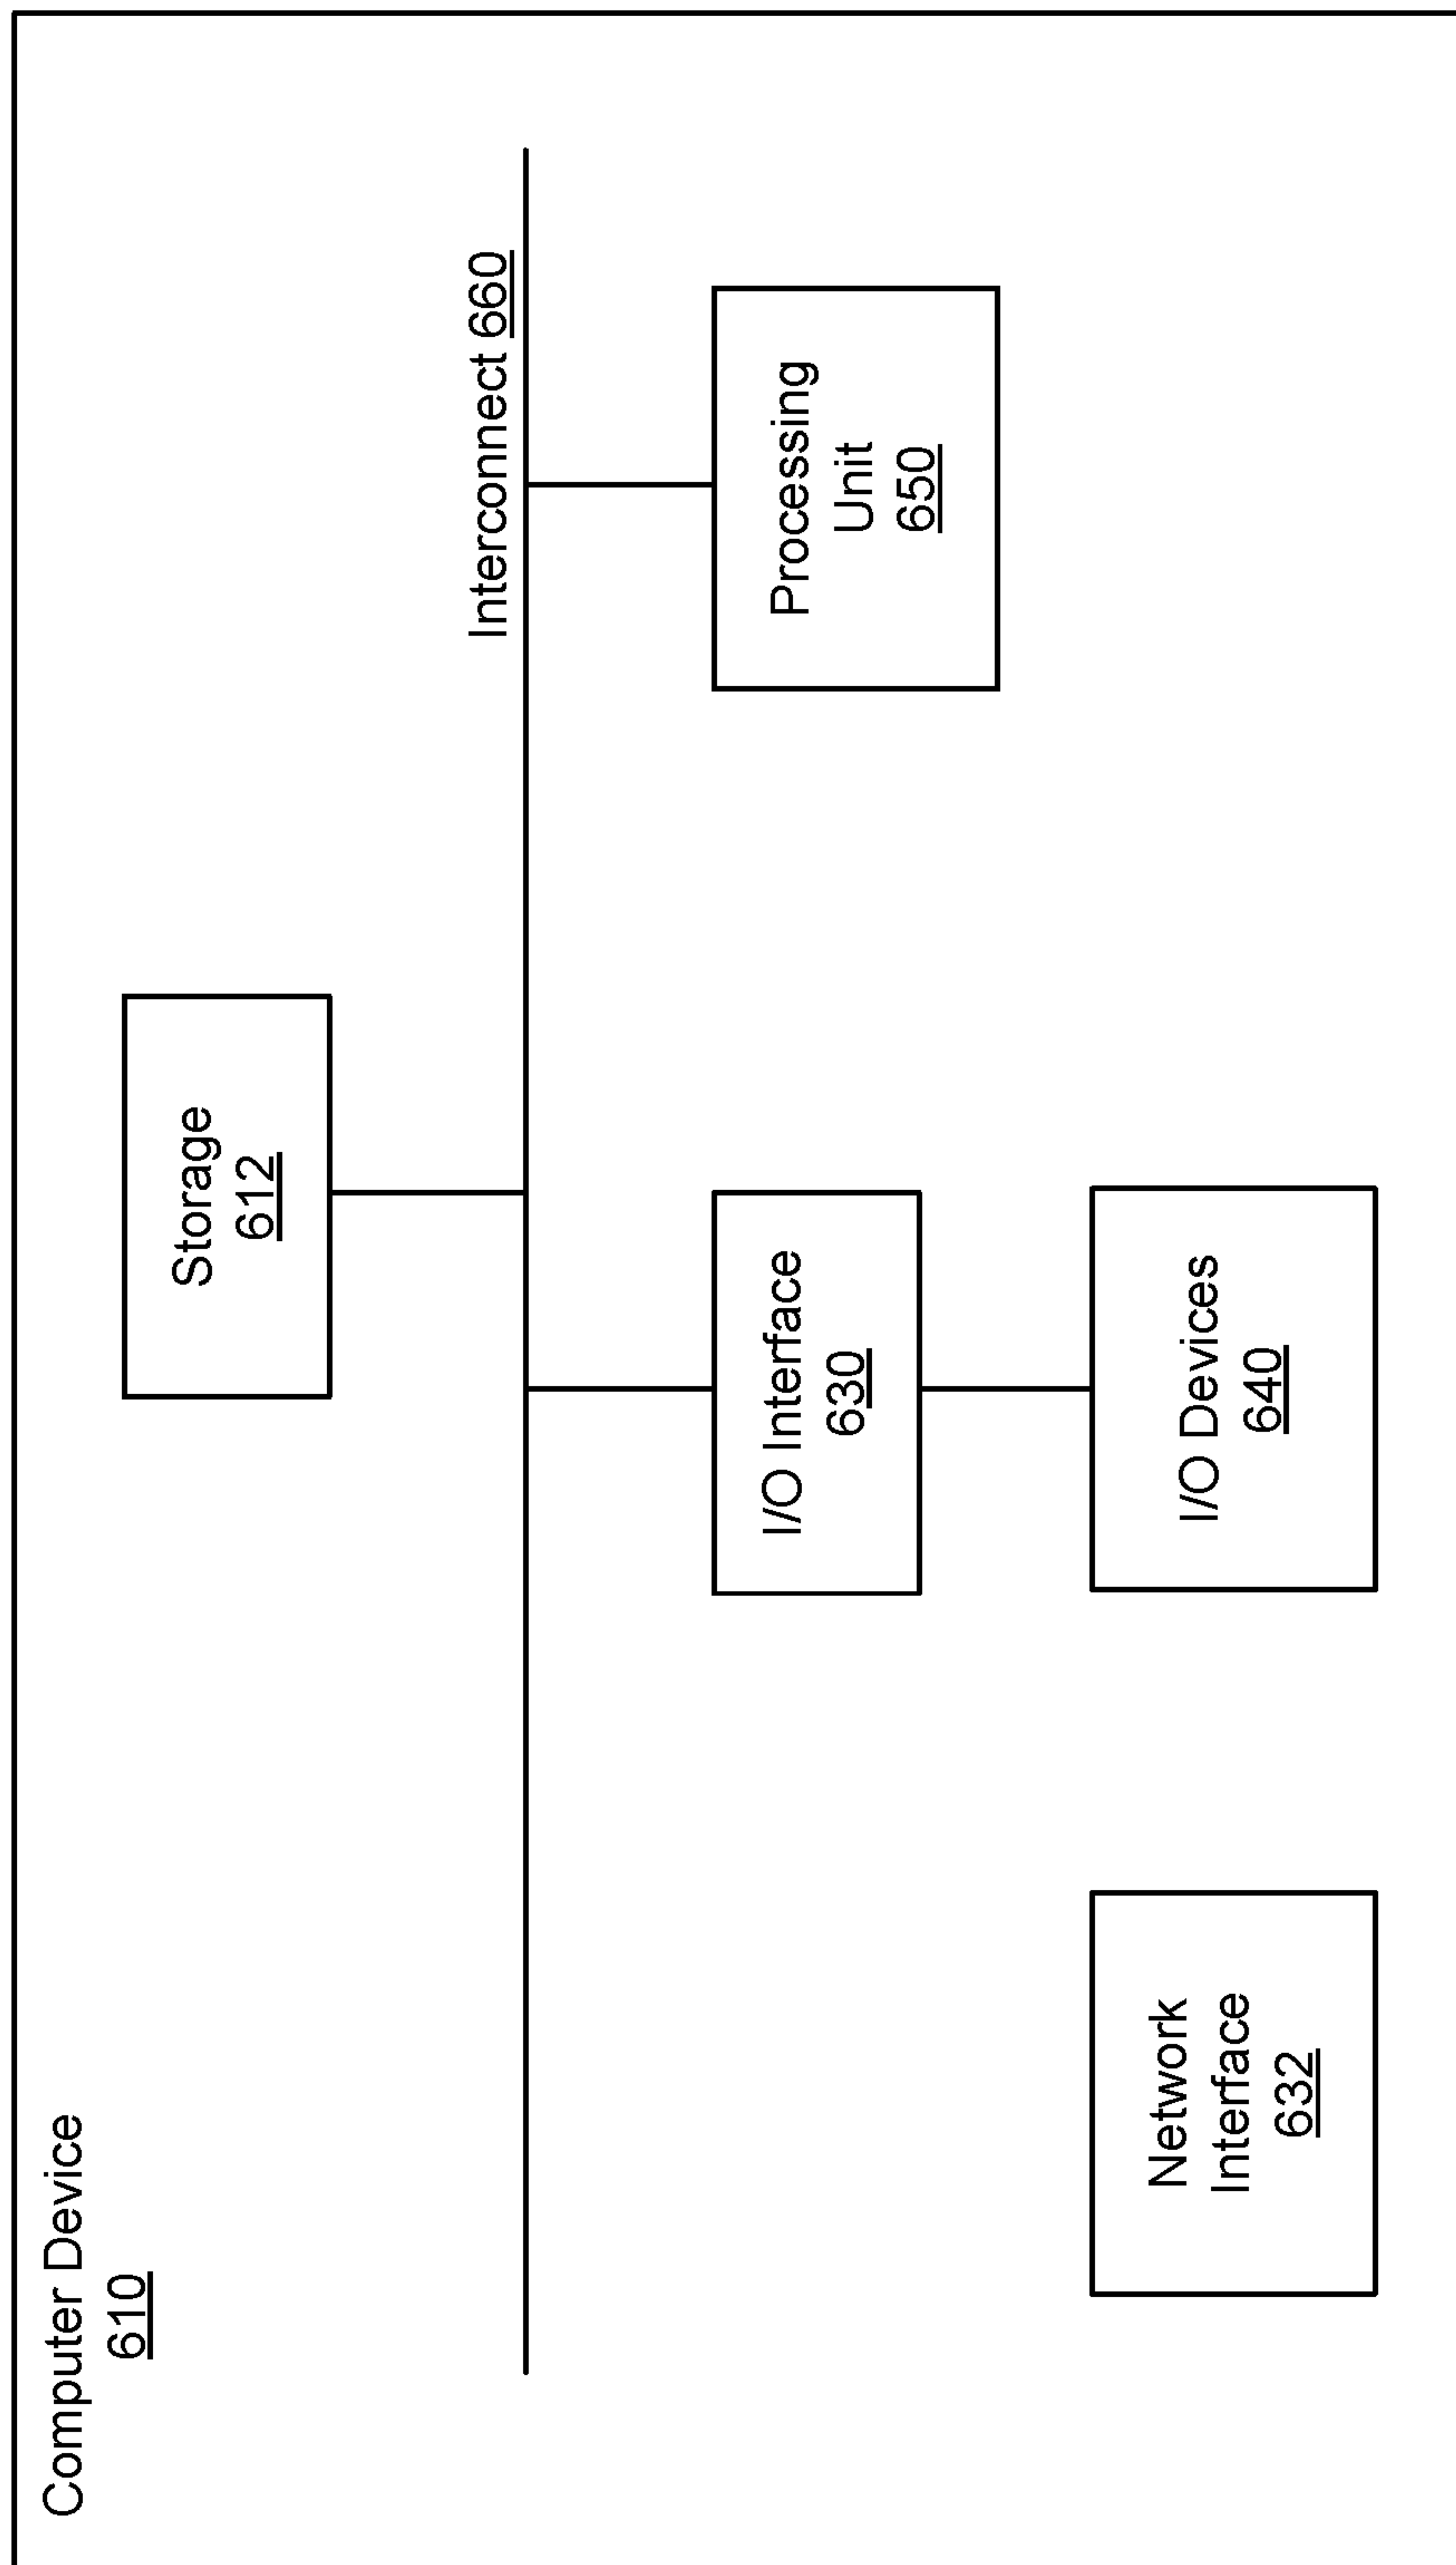 Computer Device
610
Storage
612
Interconnect 660
I/O Interface
630
Processing
Unit
650
Network
Interface
632
I/O Devices
640